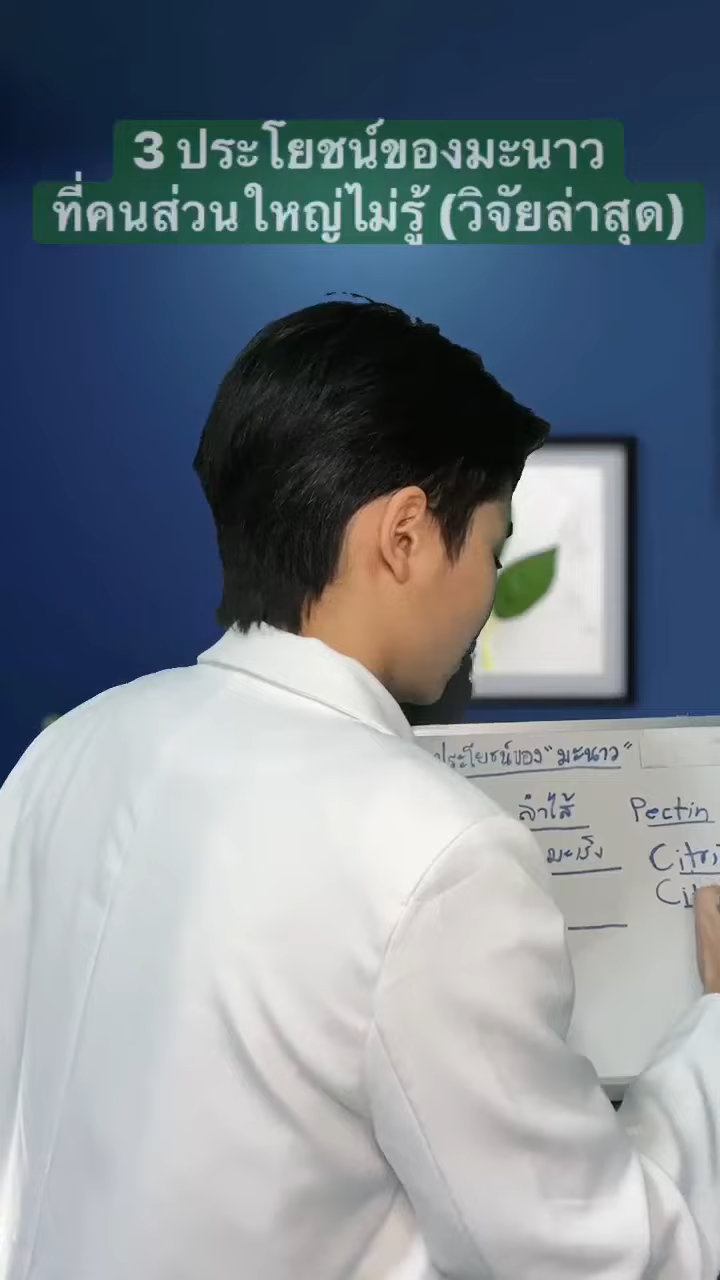 3 ประโยชน์ของมะนาว
ที่คนส่วนใหญ่ไม่รู้ (วิจัยล่าสุด)
ประโยชน์ของ "มะนาว"
ลำไส้ Pectin
มะเร็ง